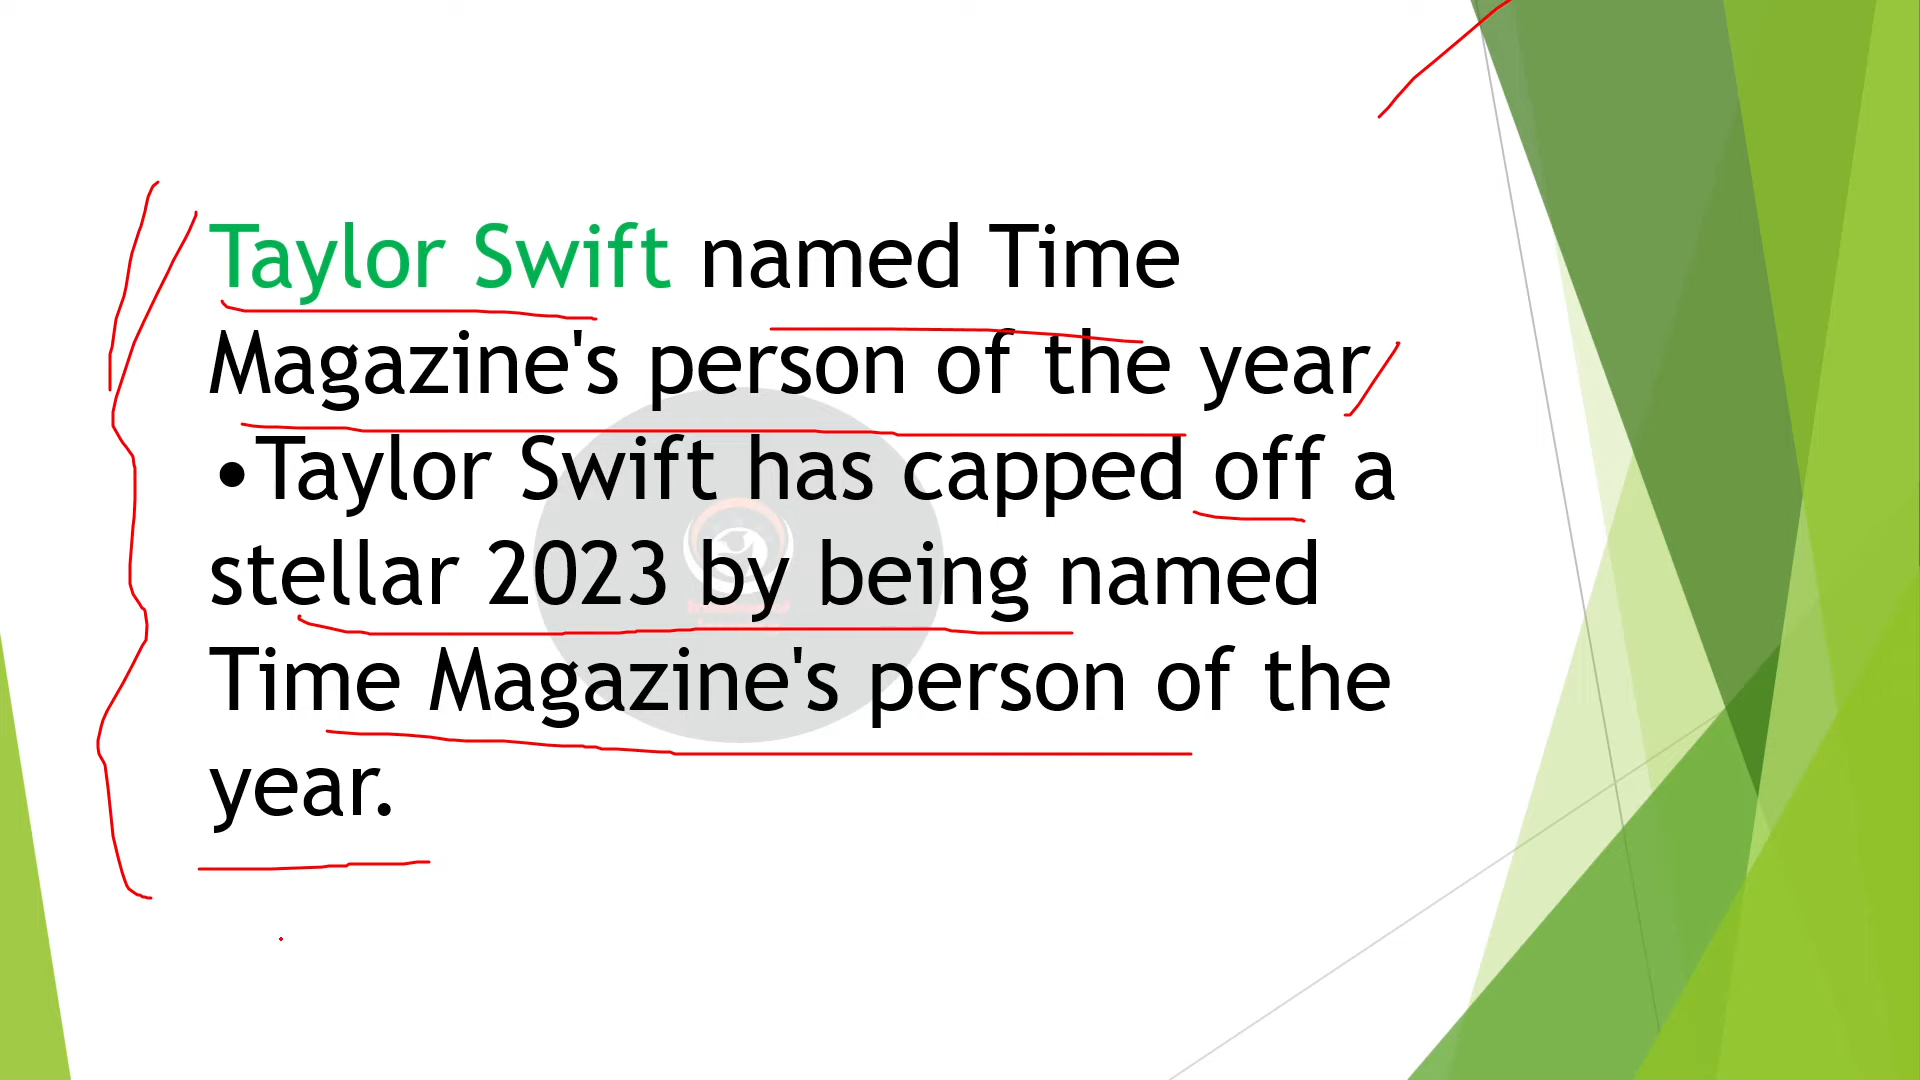 Taylor Swift named Time
Magazine's person of the year
•Taylor Swift has capped off a
stellar 2023 by being named
Time Magazine's person of the
year.